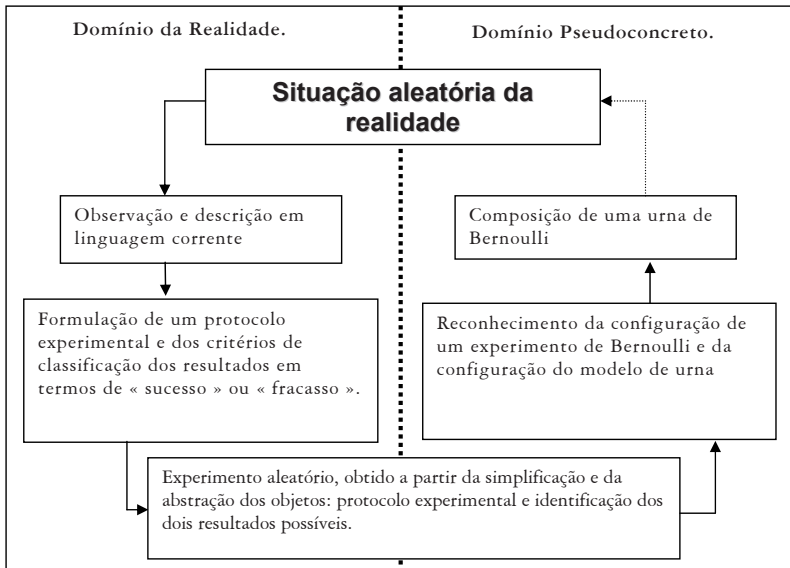 Domínio da Realidade.
Domínio Pseudoconcreto.
Situação aleatória da
realidade
Observação e descrição em
linguagem corrente
Composição de uma urna de
Bernoulli
Formulação de um protocolo
experimental e dos critérios de
classificação dos resultados em
termos de « sucesso » ou « fracasso ».
Reconhecimento da configuração de
um experimento de Bernoulli e da
configuração do modelo de urna
Experimento aleatório, obtido a partir da simplificação e da
abstração dos objetos: protocolo experimental e identificação dos
dois resultados possíveis.